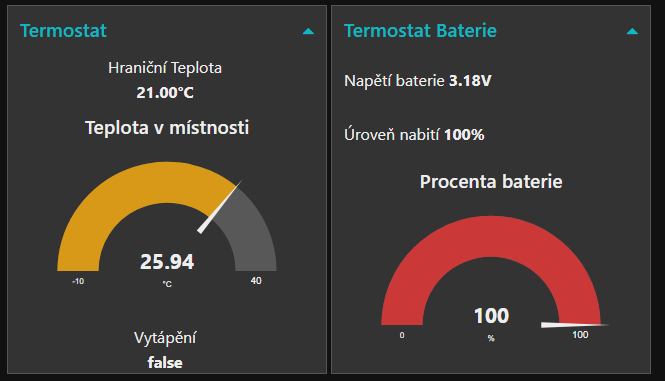 Termostat
Hraniční Teplota
21.00°C
Teplota v místnosti
25.94
-10
°C
40
Vytápění
false
Termostat Baterie
Napětí baterie 3.18V
Úroveň nabití 100%
Procenta baterie
100
0
%
100